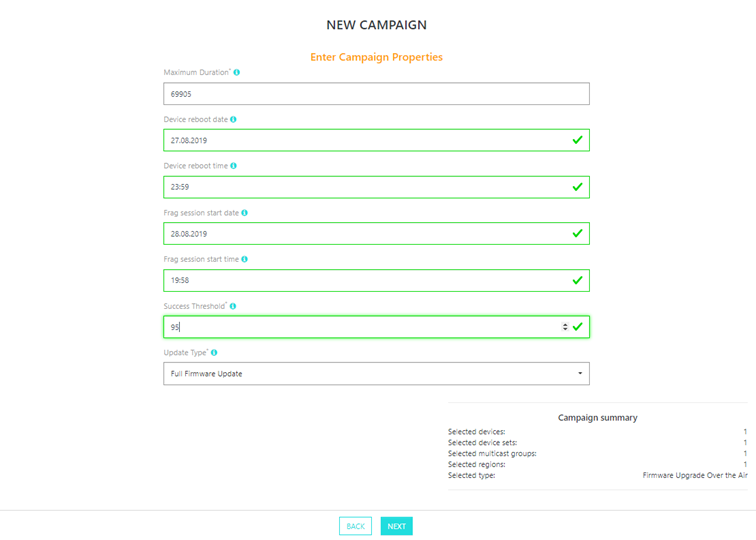 NEW CAMPAIGN
Enter Campaign Properties
Maximum Duration*
69905
Device reboot date
27.08.2019
Device reboot time
23:59
Frag session start date
28.08.2019
Frag session start time
19:58
Success Threshold*
95
Update Type*
Full Firmware Update
Campaign summary
Selected devices: 1
Selected device sets: 1
Selected multicast groups: 1
Selected regions: 1
Selected type: Firmware Upgrade Over the Air
BACK NEXT